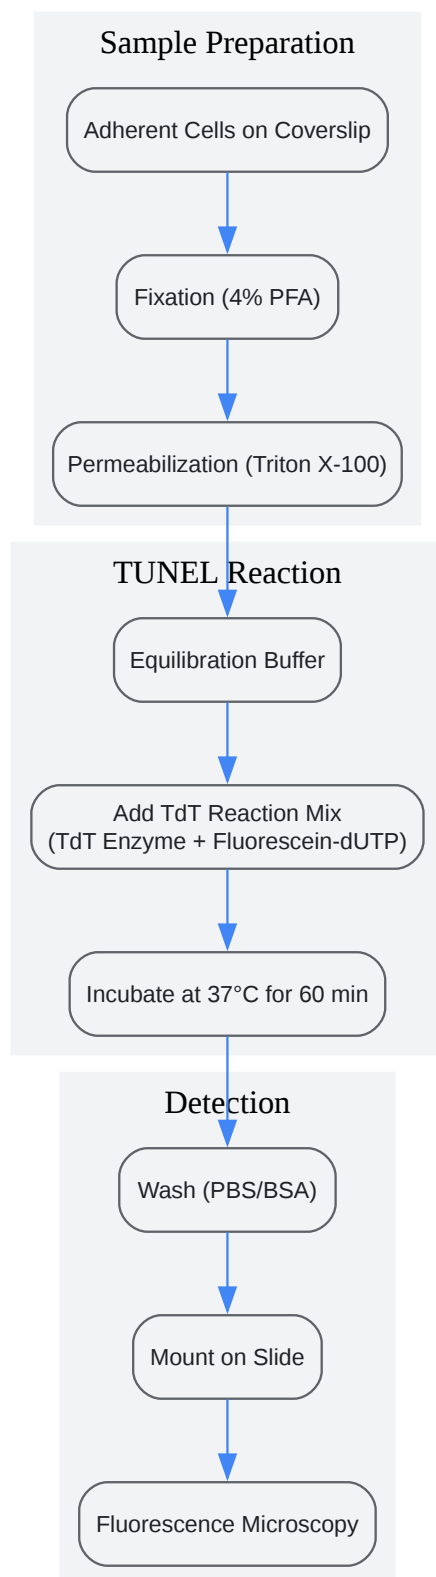 Sample Preparation
Adherent Cells on Coverslip
Fixation (4% PFA)
Permeabilization (Triton X-100)
TUNEL Reaction
Equilibration Buffer
Add TdT Reaction Mix
(TdT Enzyme + Fluorescein-dUTP)
Incubate at 37°C for 60 min
Detection
Wash (PBS/BSA)
Mount on Slide
Fluorescence Microscopy